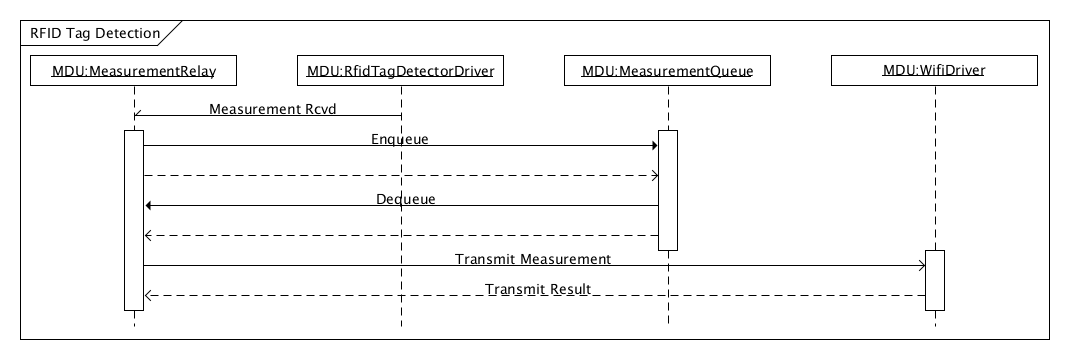 RFID Tag Detection
MDU:MeasurementRelay
MDU:RfidTagDetectorDriver
MDU:MeasurementQueue
MDU:WifiDriver
Measurement Rcvd
Enqueue
Dequeue
Transmit Measurement
Transmit Result